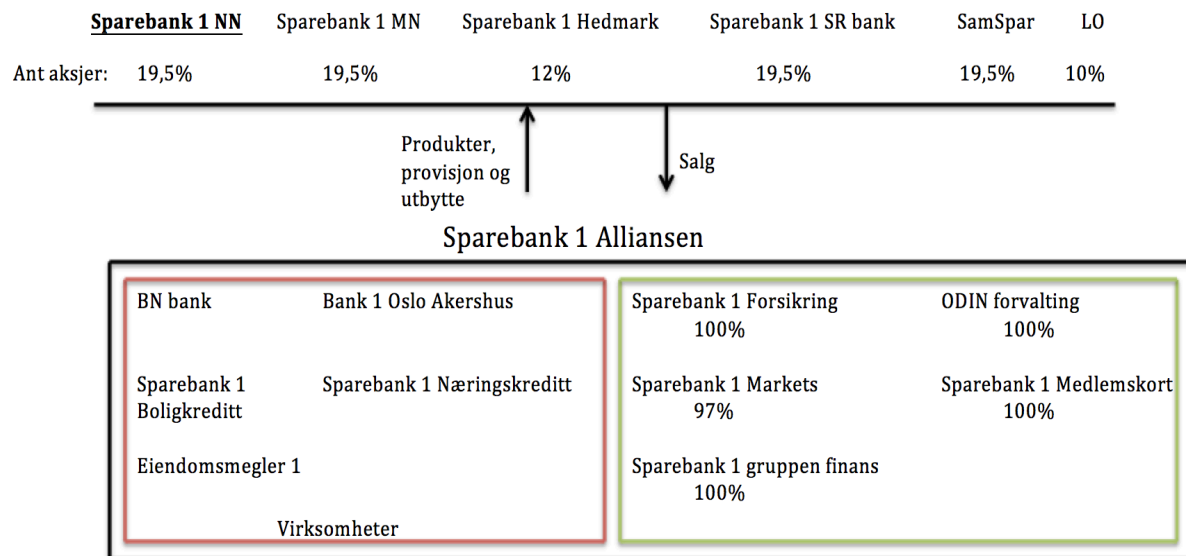 Sparebank 1 NN Sparebank 1 MN Sparebank 1 Hedmark Sparebank 1 SR bank SamSpar LO
Ant aksjer: 19,5% 19,5% 12% 19,5% 19,5% 10%
Produkter,
provisjon og
utbytte
Salg
Sparebank 1 Alliansen
BN bank Bank 1 Oslo Akershus
Sparebank 1 Sparebank 1 Næringskreditt
Boligkreditt
Eiendomsmegler 1
Virksomheter
Sparebank 1 Forsikring ODIN forvalting
100% 100%
Sparebank 1 Markets Sparebank 1 Medlemskort
97% 100%
Sparebank 1 gruppen finans
100%